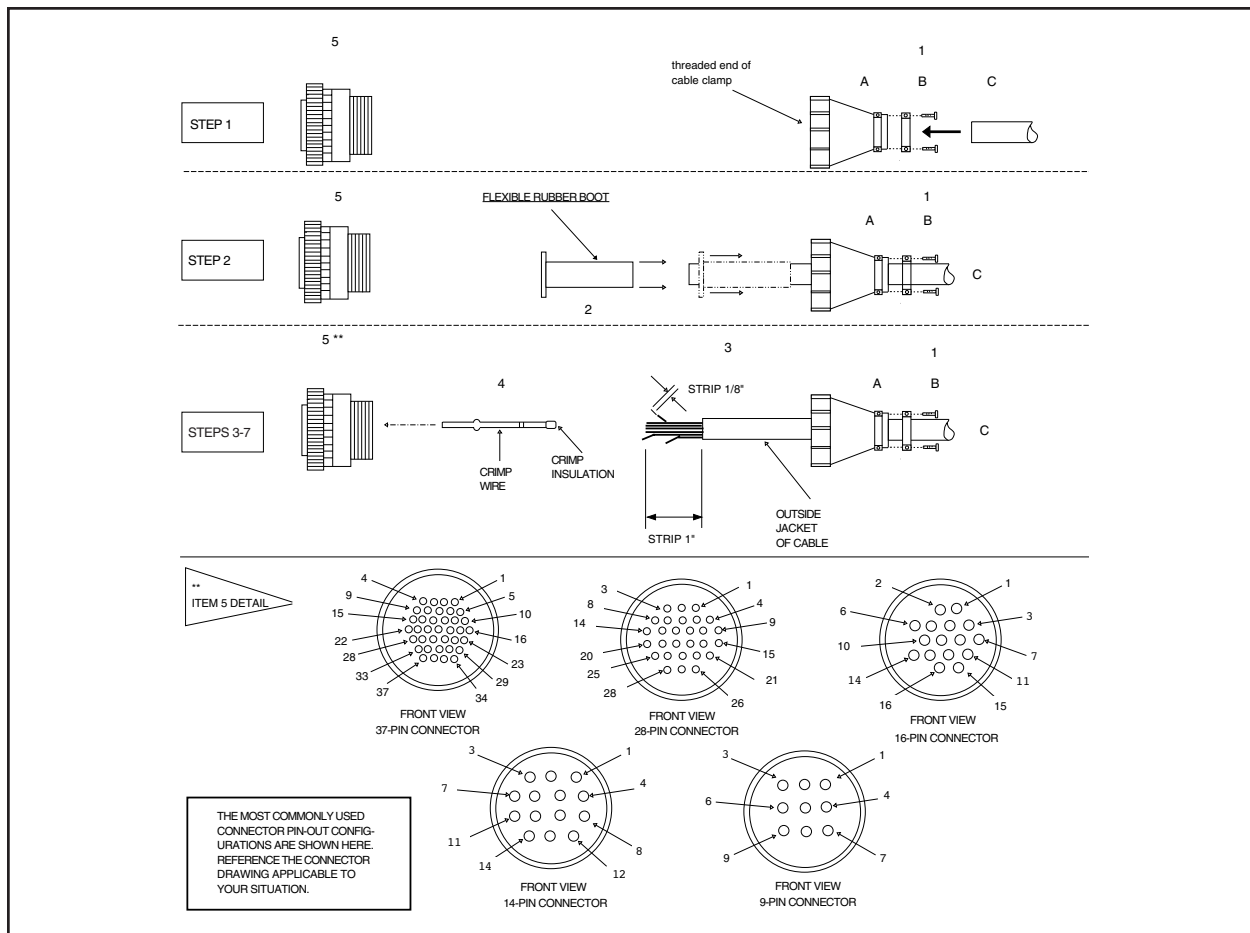 5
1
threaded end of
cable clamp
A
B
C
STEP 1
5
FLEXIBLE RUBBER BOOT
1
A
B
STEP 2
C
2
5 **
3
1
4
STRIP 1/8"
A
B
STEPS 3-7
C
CRIMP
WIRE
CRIMP
INSULATION
STRIP 1"
OUTSIDE
JACKET
OF CABLE
**
ITEM 5 DETAIL
4
1
9
5
15
10
22
16
28
23
33
29
37
34
FRONT VIEW
37-PIN CONNECTOR
3
1
8
4
14
9
20
15
25
21
28
26
FRONT VIEW
28-PIN CONNECTOR
2
1
6
3
10
7
14
11
16
15
FRONT VIEW
16-PIN CONNECTOR
3
1
7
4
11
8
14
12
FRONT VIEW
14-PIN CONNECTOR
3
1
6
4
9
7
FRONT VIEW
9-PIN CONNECTOR
THE MOST COMMONLY USED
CONNECTOR PIN-OUT CONFIG-
URATIONS ARE SHOWN HERE.
REFERENCE THE CONNECTOR
DRAWING APPLICABLE TO
YOUR SITUATION.